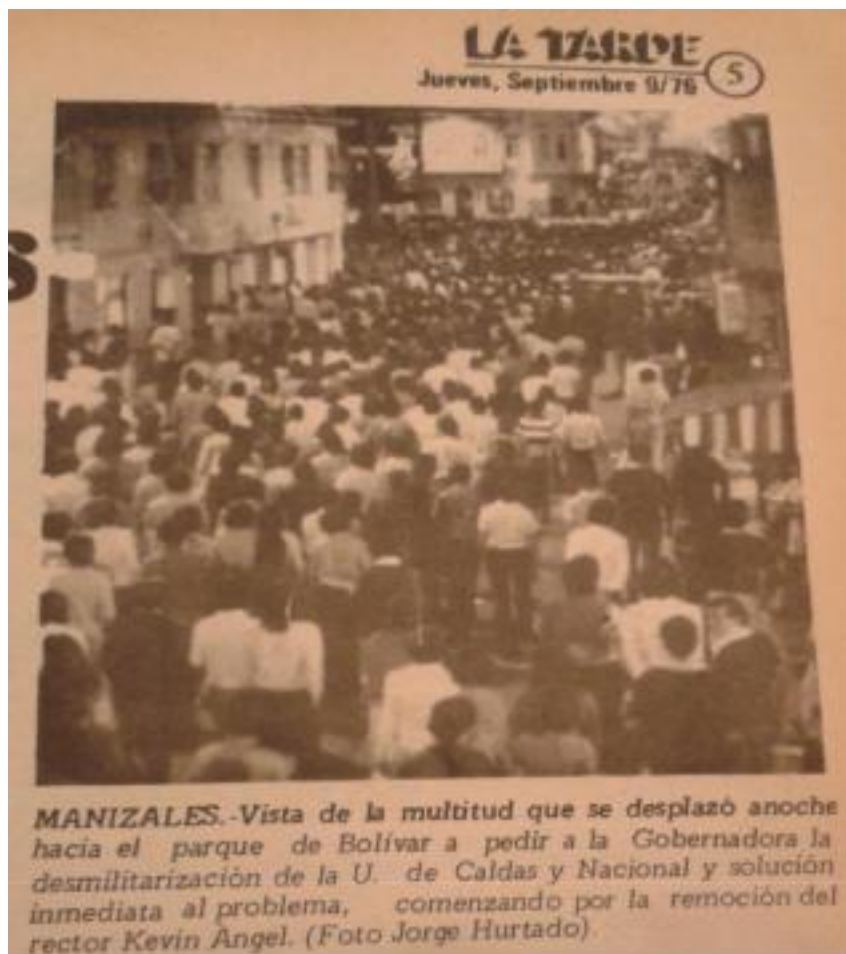 LA TARDE
Jueves, Septiembre 9/76
5
S
MANIZALES.-Vista de la multitud que se desplazó anoche
hacia el parque de Bolívar a pedir a la Gobernadora la
desmilitarización de la U. de Caldas y Nacional y solución
inmediata al problema, comenzando por la remoción del
rector Kevin Angel. (Foto Jorge Hurtado)